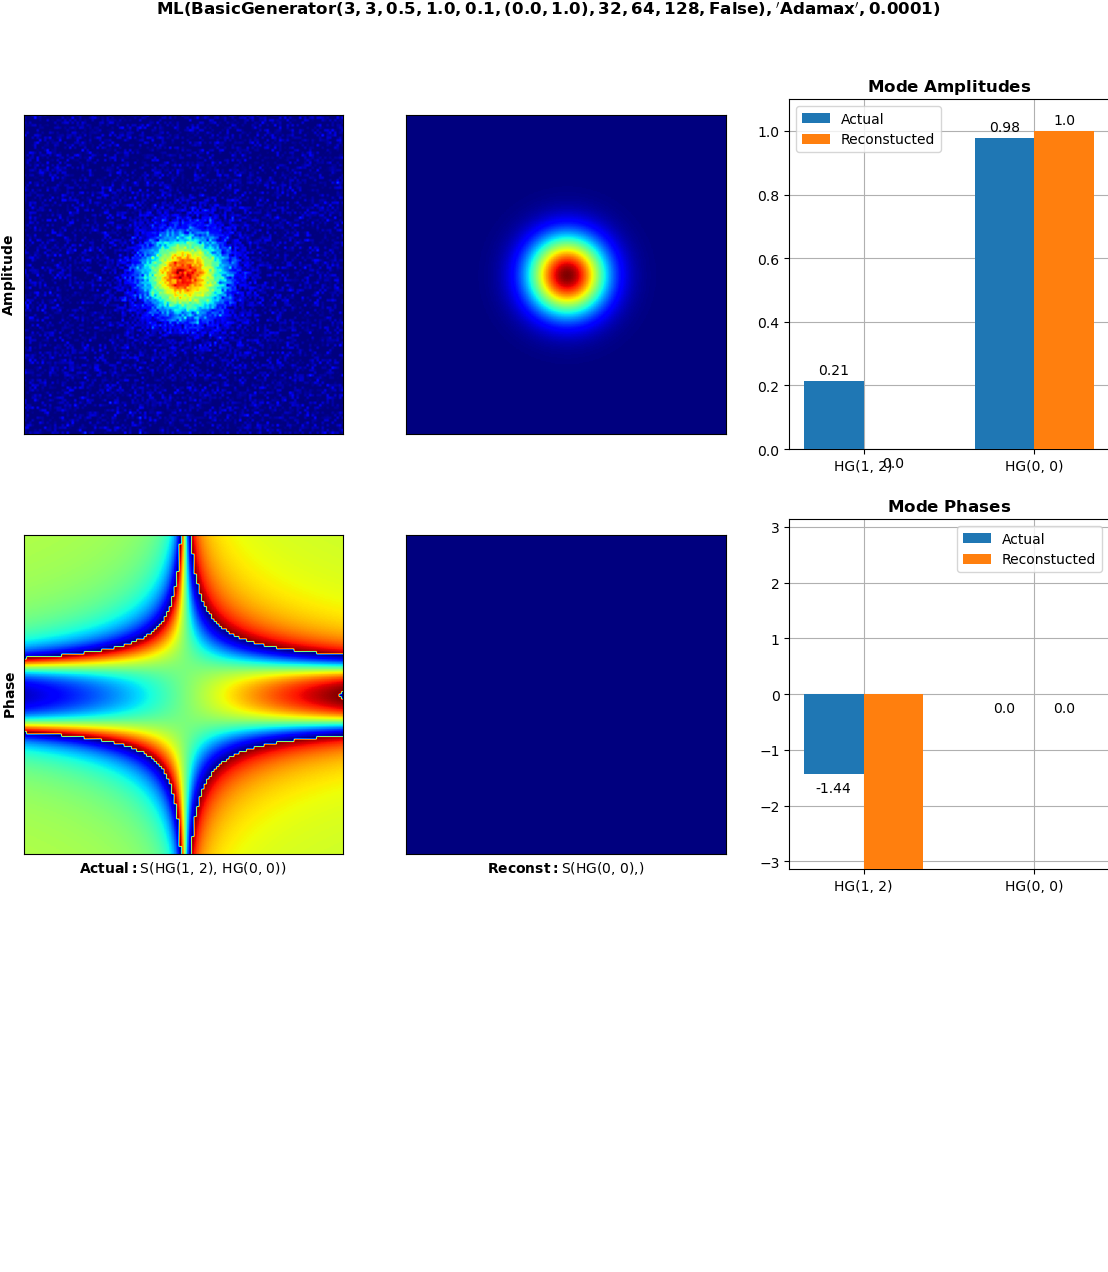 ML(BasicGenerator(3, 3, 0.5, 1.0, 0.1, (0.0, 1.0), 32, 64, 128, False), ′Adamax′, 0.0001)
Mode Amplitudes
Amplitude
Actual
Reconstucted
0.21
0.0
0.98
1.0
1.0
0.8
0.6
0.4
0.2
0.0
HG(1, 2)
HG(0, 0)
Mode Phases
Phase
Actual
Reconstucted
3
2
1
0
−1
−2
−3
-1.44
0.0
0.0
HG(1, 2)
HG(0, 0)
Actual: S(HG(1, 2), HG(0, 0))
Reconst: S(HG(0, 0),)